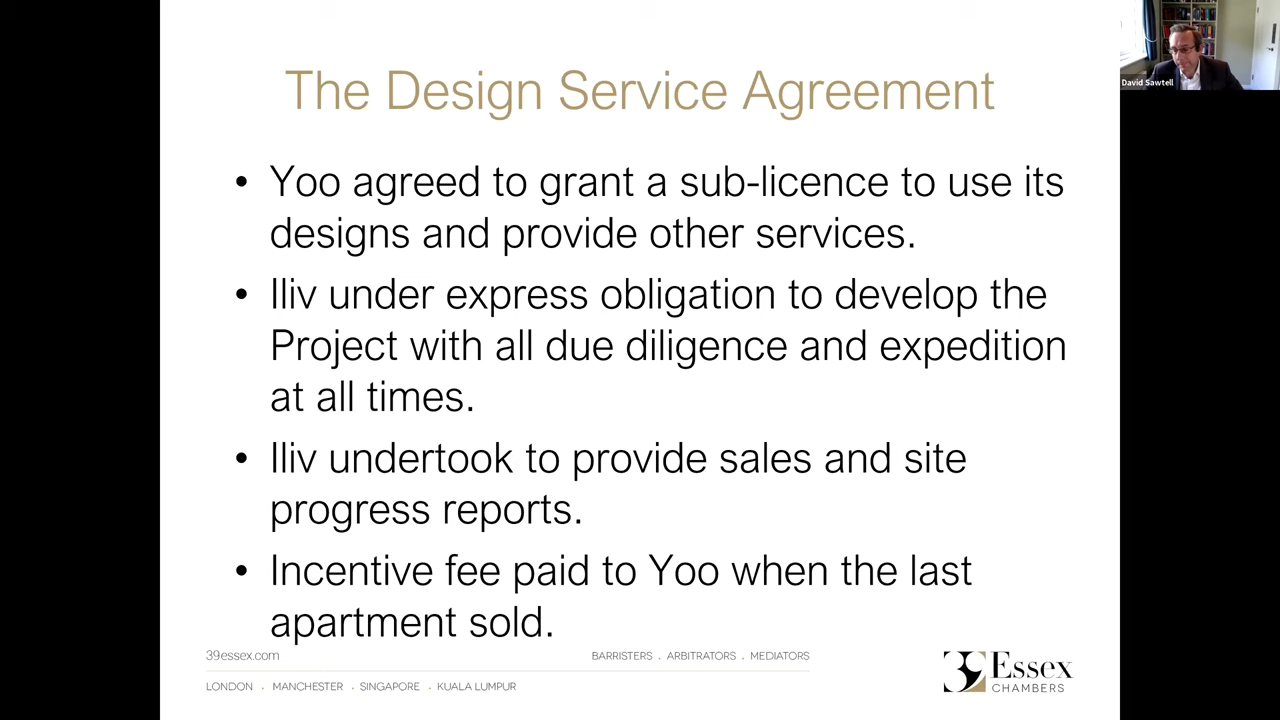 The Design Service Agreement
David Sawtell
• Yoo agreed to grant a sub-licence to use its
designs and provide other services.
• lliv under express obligation to develop the
Project with all due diligence and expedition
at all times.
• lliv undertook to provide sales and site
progress reports.
• Incentive fee paid to Yoo when the last
apartment sold.
39essex.com
BARRISTERS . ARBITRATORS . MEDIATORS
LONDON . MANCHESTER . SINGAPORE . KUALA LUMPUR
39 Essex
CHAMBERS